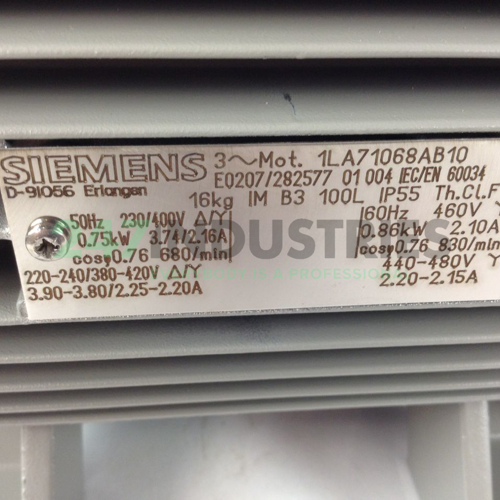 SIEMENS 3~Mot. 1LA71068AB10
D-91056 Erlangen E0207/282577 01 004 IEC/EN 60034
16kg IM B3 100L IP55 Th.Cl.F
50Hz 230/400V Δ/Y 60Hz 460V Y
0.75kW 3.74/2.16A 0.86kW 2.10A
cosφ0.76 680/min cosφ0.76 830/min
220-240/380-420V Δ/Y 440-480V Y
3.90-3.80/2.25-2.20A 2.20-2.15A